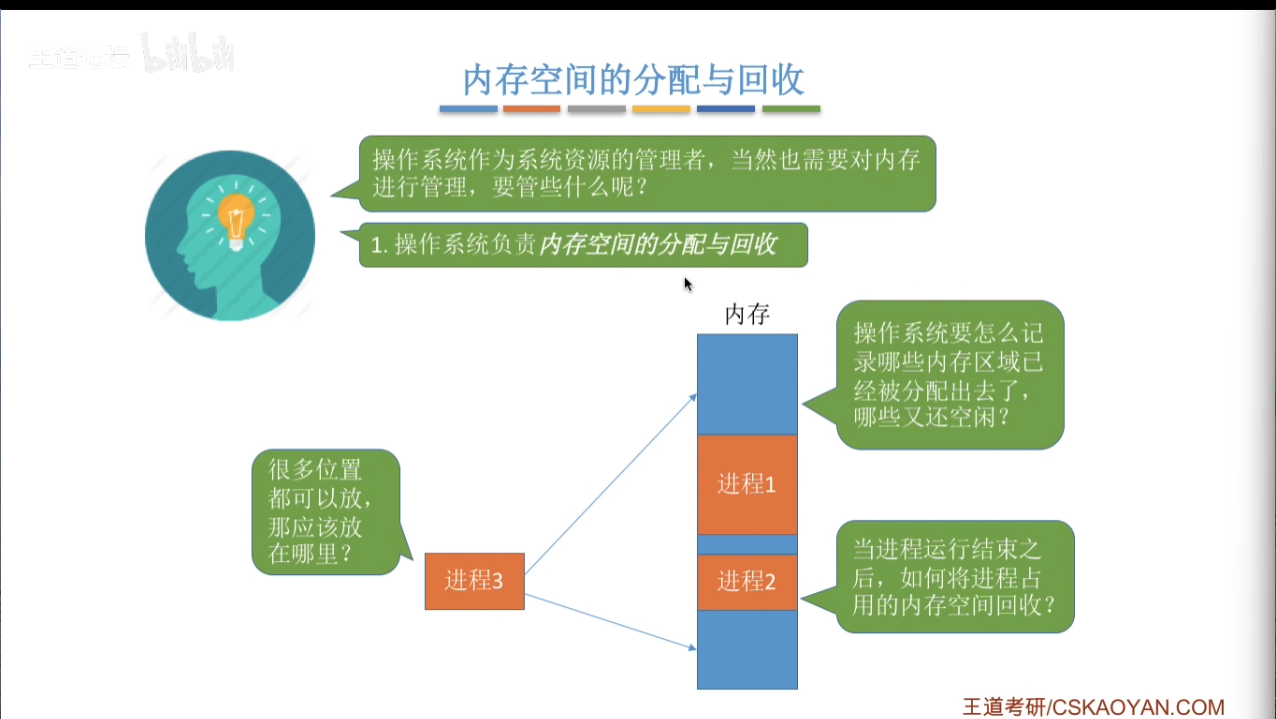 王道论坛 bilibili
内存空间的分配与回收
操作系统作为系统资源的管理者，当然也需要对内存
进行管理，要管些什么呢？
1. 操作系统负责内存空间的分配与回收
内存
操作系统要怎么记
录哪些内存区域已
经被分配出去了，
哪些又还空闲？
进程1
很多位置
都可以放，
那应该放
在哪里？
进程3
进程2
当进程运行结束之
后，如何将进程占
用的内存空间回收？
王道考研/CSKAOYAN.COM